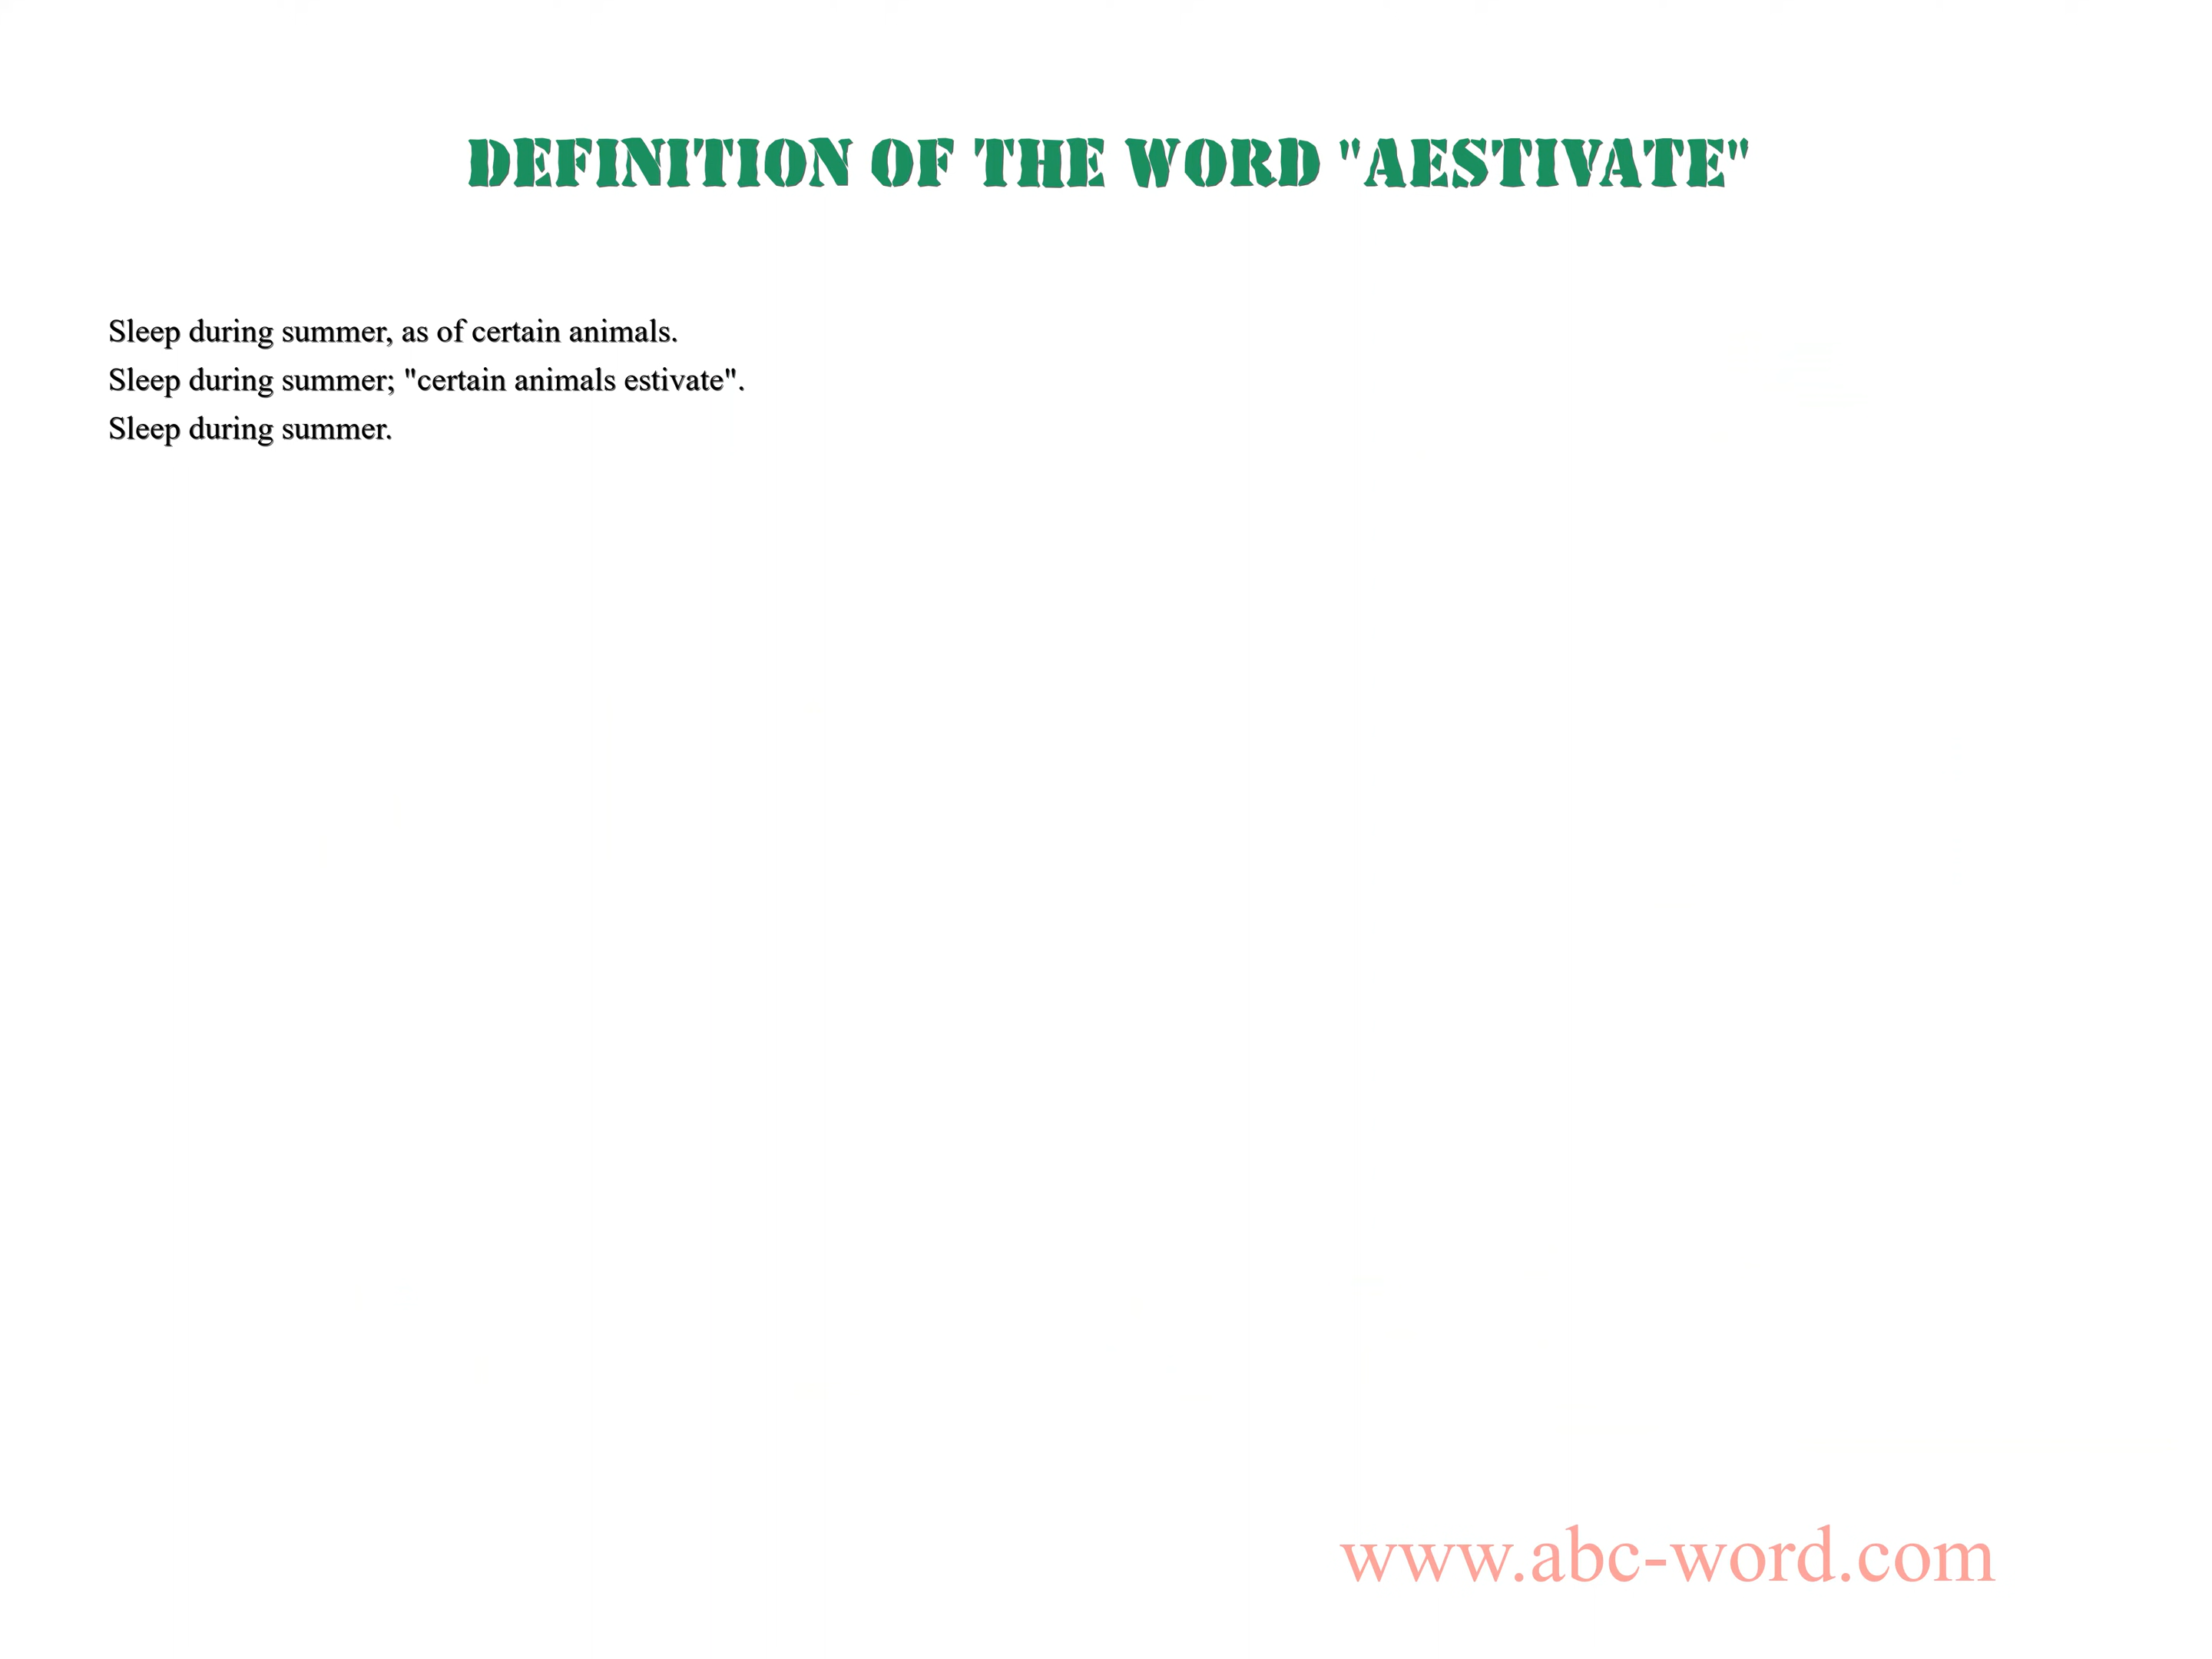 DEFINITION OF THE WORD "AESTIVATE"
Sleep during summer, as of certain animals.
Sleep during summer; "certain animals estivate".
Sleep during summer.
www.abc-word.com